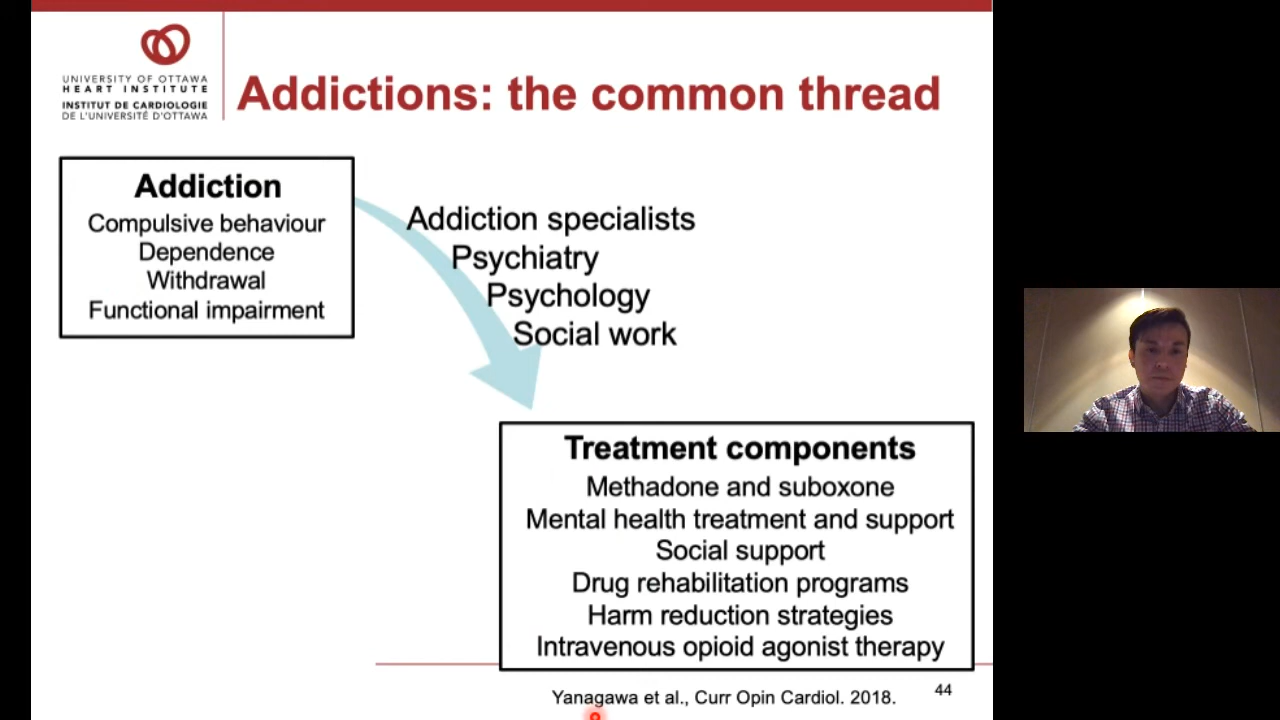 UNIVERSITY OF OTTAWA
HEART INSTITUTE
INSTITUT DE CARDIOLOGIE
DE L'UNIVERSITÉ D'OTTAWA
Addictions: the common thread
Addiction
Compulsive behaviour
Dependence
Withdrawal
Functional impairment
Addiction specialists
Psychiatry
Psychology
Social work
Treatment components
Methadone and suboxone
Mental health treatment and support
Social support
Drug rehabilitation programs
Harm reduction strategies
Intravenous opioid agonist therapy
Yanagawa et al., Curr Opin Cardiol. 2018.
44